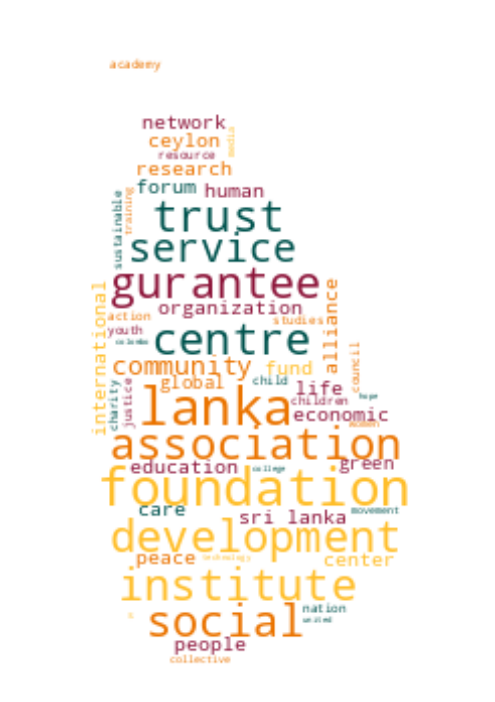 academy
network
ceylon
media
resource
research
forum human
sustainable
training
trust
service
gurantee
organization
international
action
studies
alliance
youth
colombo
centre
community fund
council
global child life
hope
charity
justice
children
lanka economic
women
association
education college green
foundation
care sri lanka movement
development
peace technology center
institute
social nation
united
people
collective